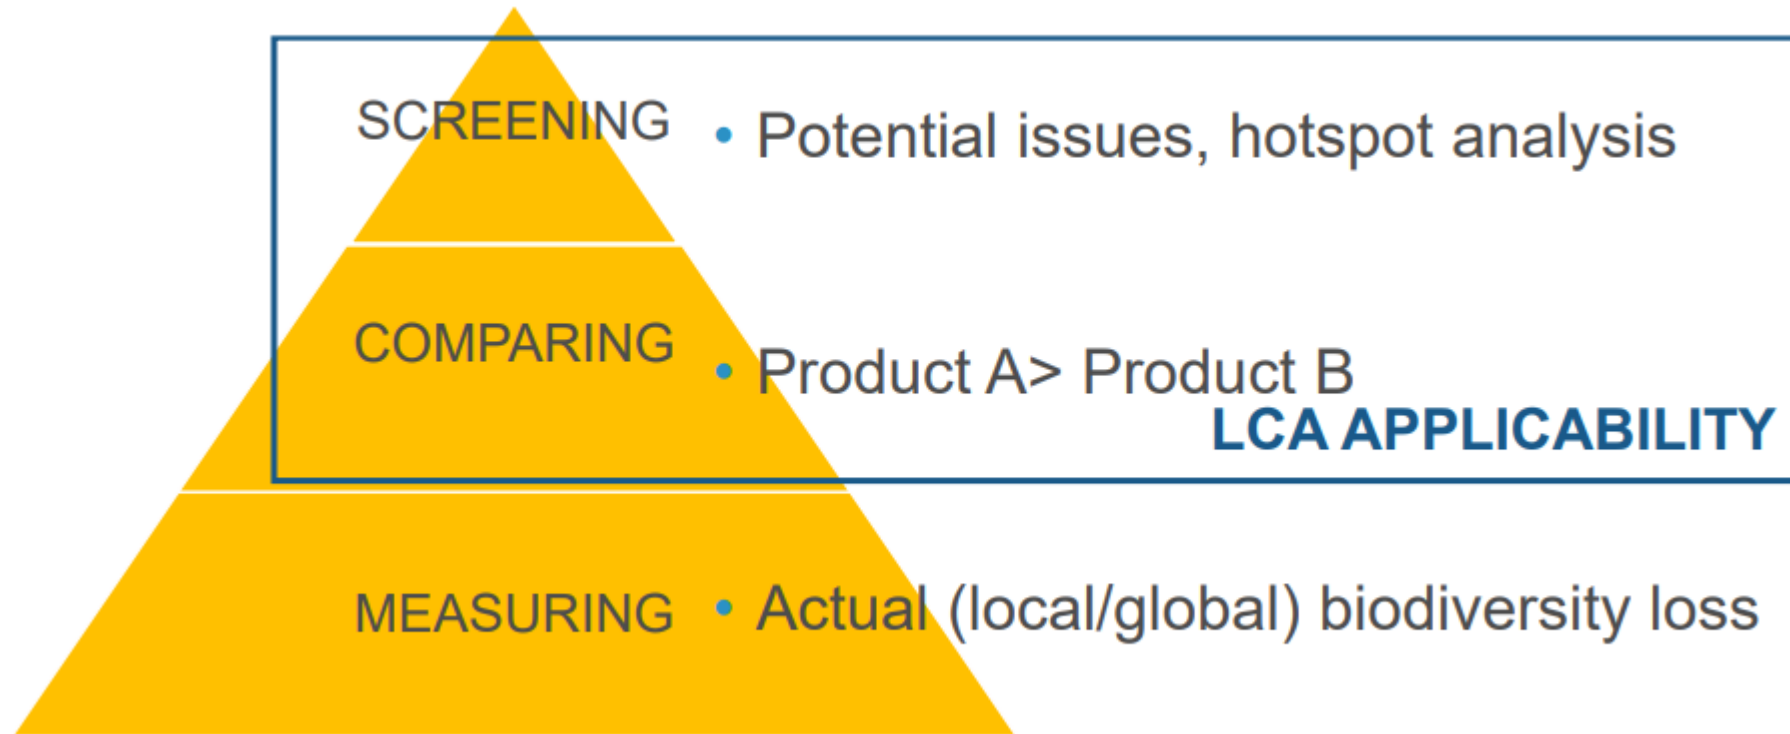 SCREENING
• Potential issues, hotspot analysis
COMPARING
• Product A> Product B
LCA APPLICABILITY
MEASURING
• Actual (local/global) biodiversity loss